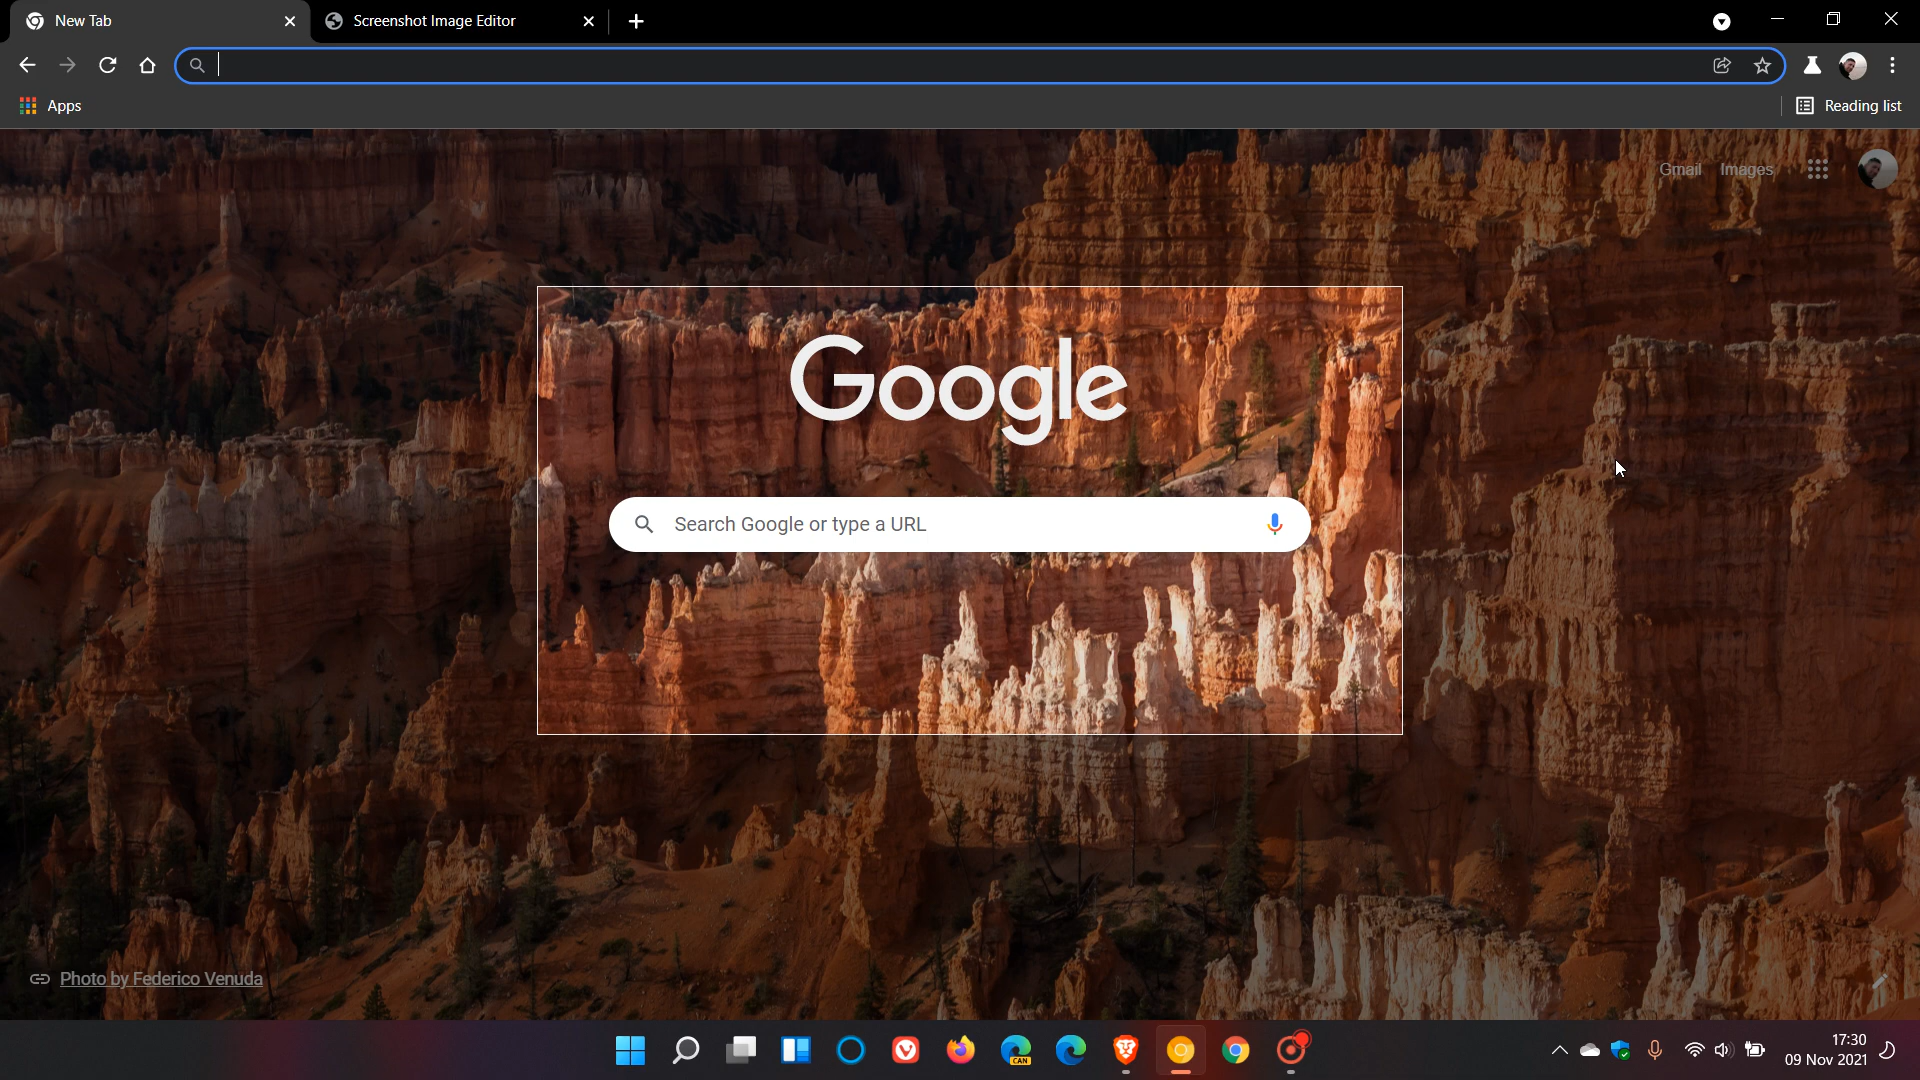 New Tab
Screenshot Image Editor
Apps
Reading list
Gmail Images
Google
Search Google or type a URL
Photo by Federico Venuda
CAN
17:30
09 Nov 2021